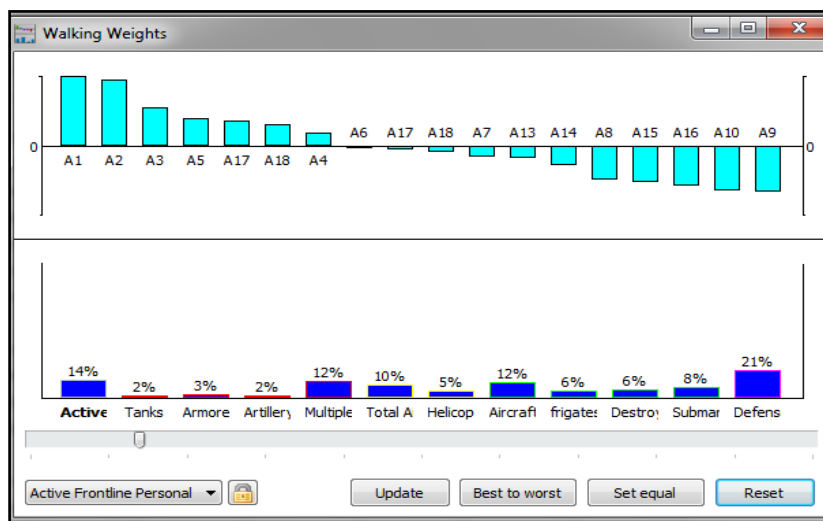 Walking Weights
A6 A17 A18 A7 A13 A14 A8 A15 A16 A10 A9
0 0
A1 A2 A3 A5 A17 A18 A4
14% 2% 3% 2% 12% 10% 5% 12% 6% 6% 8% 21%
Active Tanks Armore Artillery Multiple Total Ai Helicop Aircraft frigates Destroy Submar Defens
Active Frontline Personal Update Best to worst Set equal Reset